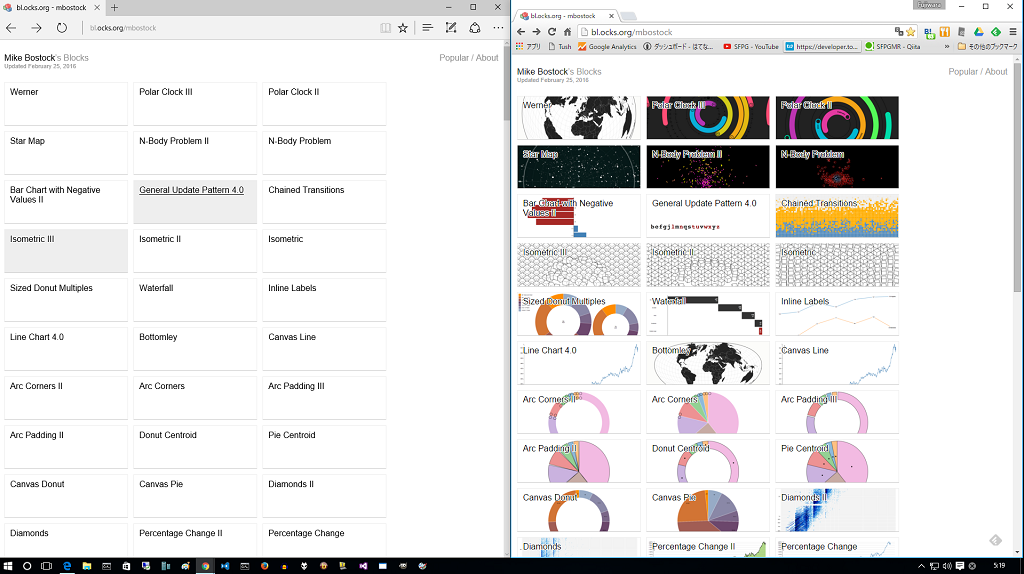 bl.ocks.org - mbostock
bl.ocks.org/mbostock
Mike Bostock's Blocks
Updated February 25, 2016
Popular / About
Werner
Polar Clock III
Polar Clock II
Star Map
N-Body Problem II
N-Body Problem
Bar Chart with Negative
Values II
General Update Pattern 4.0
Chained Transitions
Isometric III
Isometric II
Isometric
Sized Donut Multiples
Waterfall
Inline Labels
Line Chart 4.0
Bottomley
Canvas Line
Arc Corners II
Arc Corners
Arc Padding III
Arc Padding II
Donut Centroid
Pie Centroid
Canvas Donut
Canvas Pie
Diamonds II
Diamonds
Percentage Change II
Percentage Change
Fujiwara
bl.ocks.org - mbostock
bl.ocks.org/mbostock
アプリ
Tush
Google Analytics
ダッシュボード - はてな...
SFPG - YouTube
https://developer.to...
SFPGMR - Qiita
»
その他のブックマーク
Mike Bostock's Blocks
Updated February 25, 2016
Popular / About
Werner
Polar Clock III
Polar Clock II
Star Map
N-Body Problem II
N-Body Problem
Bar Chart with Negative
Values II
General Update Pattern 4.0
Chained Transitions
Isometric III
Isometric II
Isometric
Sized Donut Multiples
Waterfall
Inline Labels
Line Chart 4.0
Bottomley
Canvas Line
Arc Corners II
Arc Corners
Arc Padding III
Arc Padding II
Donut Centroid
Pie Centroid
Canvas Donut
Canvas Pie
Diamonds II
Diamonds
Percentage Change II
Percentage Change
5:19